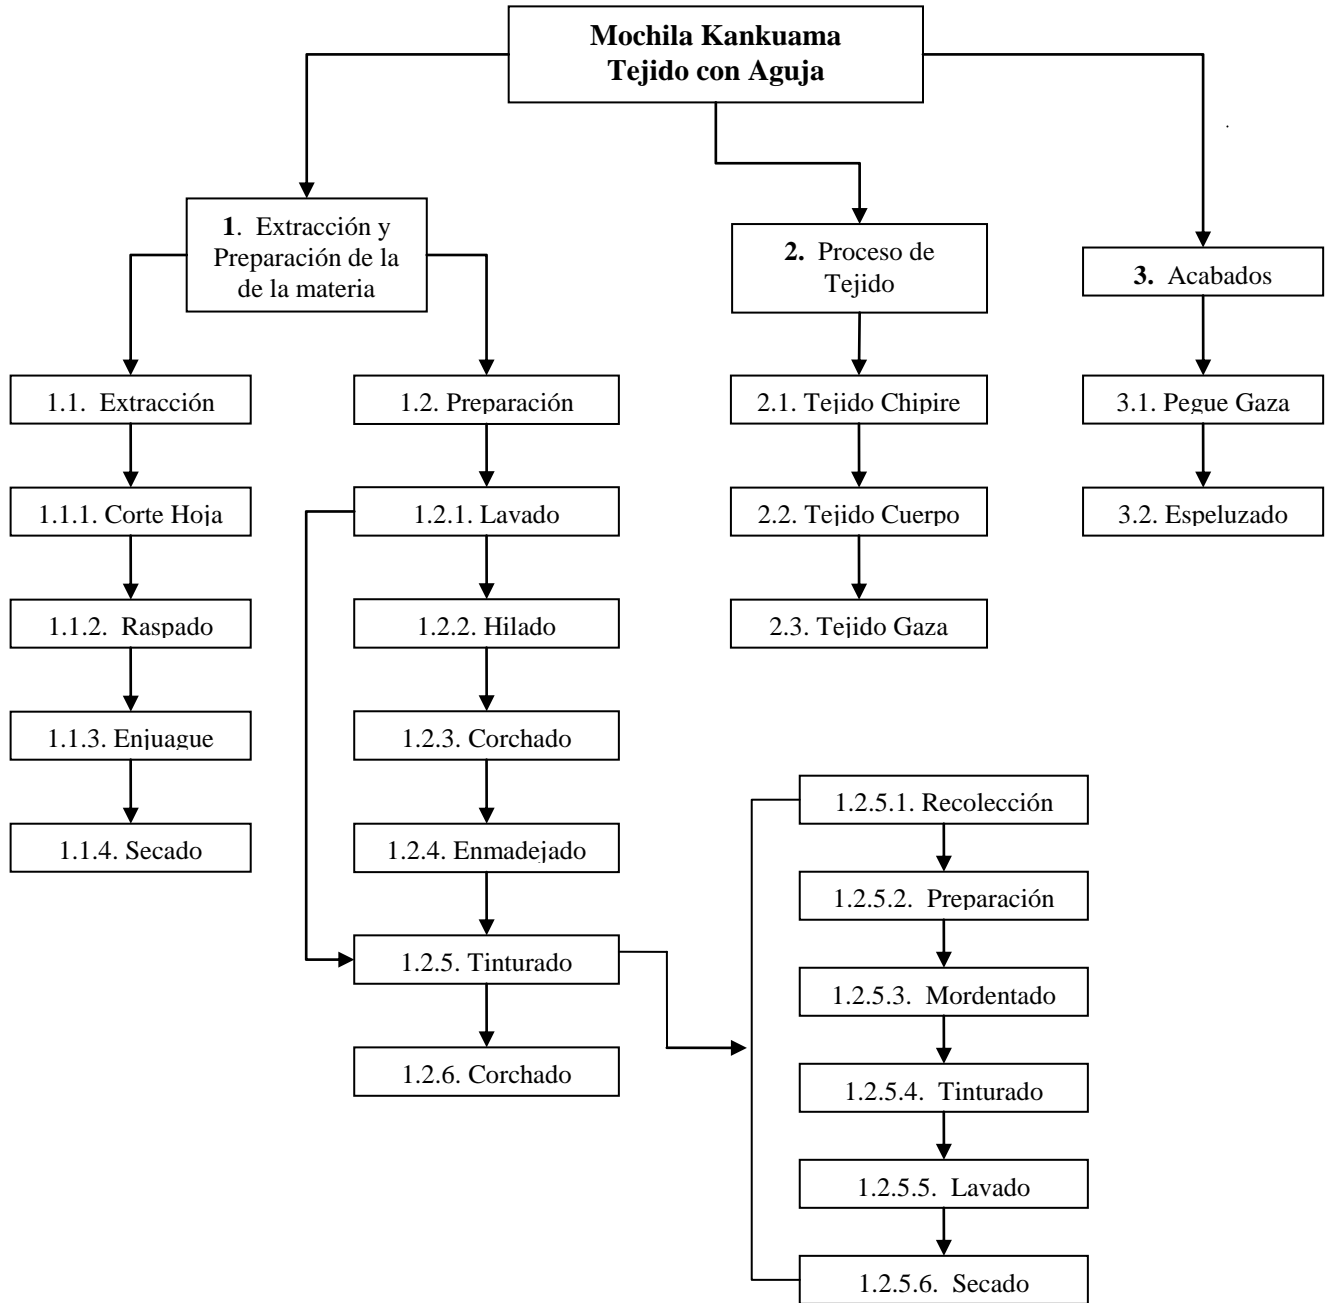 Mochila Kankuama
Tejido con Aguja
1. Extracción y
Preparación de la
de la materia
2. Proceso de
Tejido
3. Acabados
1.1. Extracción
1.2. Preparación
2.1. Tejido Chipire
3.1. Pegue Gaza
1.1.1. Corte Hoja
1.2.1. Lavado
2.2. Tejido Cuerpo
3.2. Espeluzado
1.1.2. Raspado
1.2.2. Hilado
2.3. Tejido Gaza
1.1.3. Enjuague
1.2.3. Corchado
1.1.4. Secado
1.2.4. Enmadejado
1.2.5. Tinturado
1.2.6. Corchado
1.2.5.1. Recolección
1.2.5.2. Preparación
1.2.5.3. Mordentado
1.2.5.4. Tinturado
1.2.5.5. Lavado
1.2.5.6. Secado